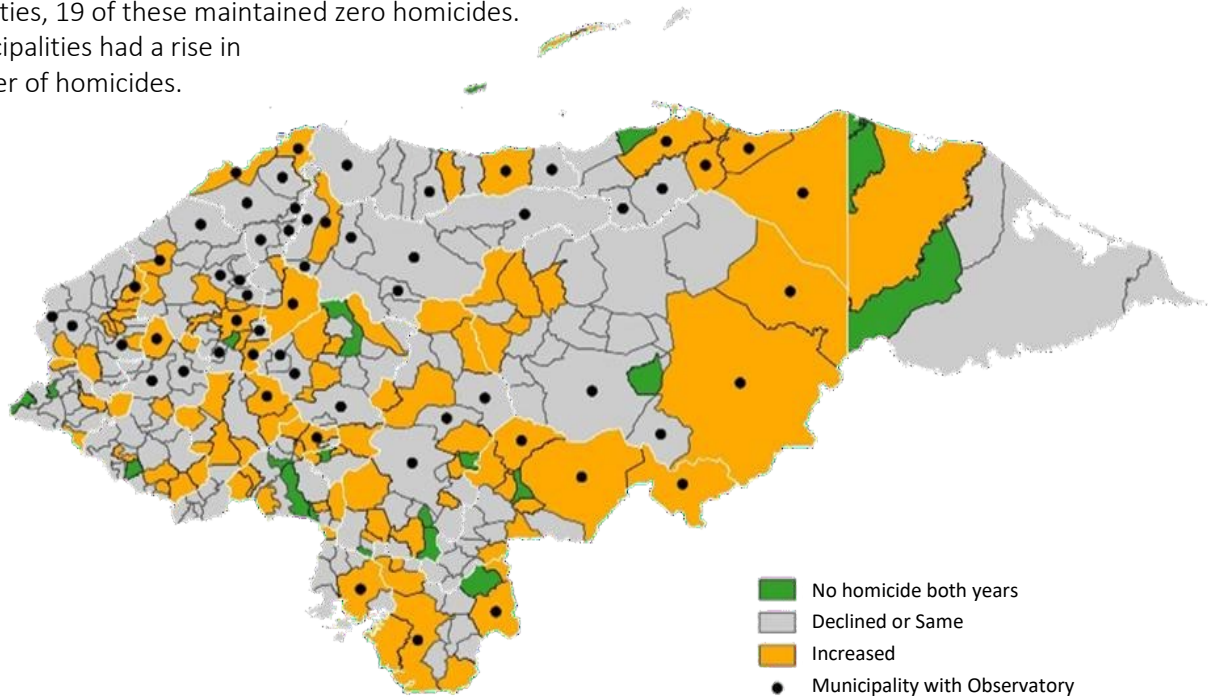 ties, 19 of these maintained zero homicides.
cipalities had a rise in
er of homicides.
No homicide both years
Declined or Same
Increased
Municipality with Observatory